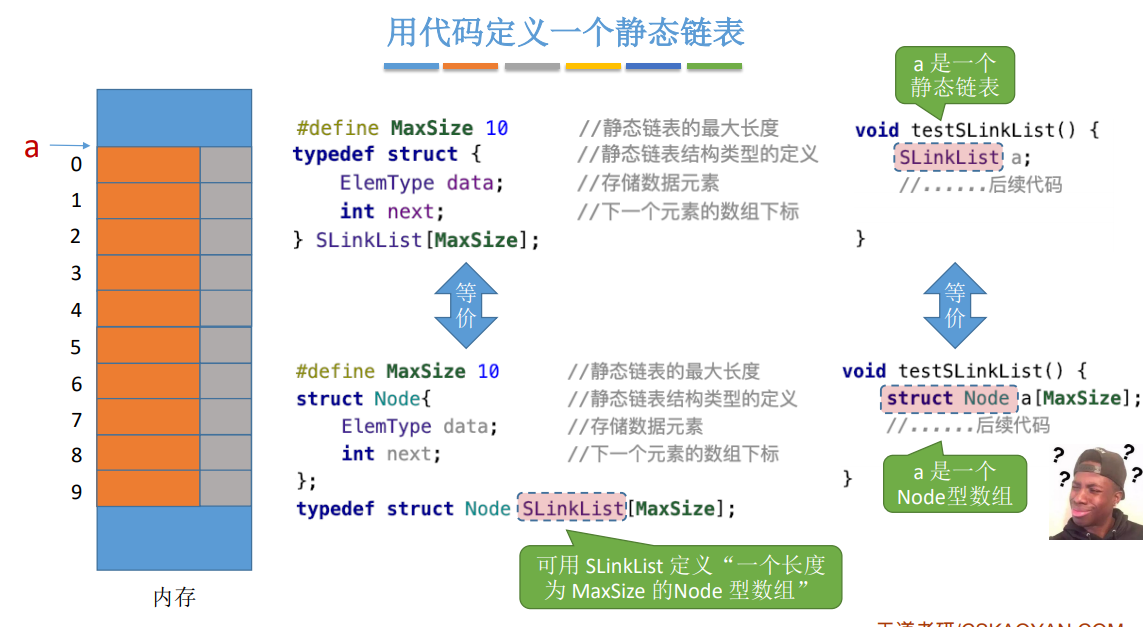 用代码定义一个静态链表
a
0
1
2
3
4
5
6
7
8
9
内存
#define MaxSize 10 //静态链表的最大长度
typedef struct { //静态链表结构类型的定义
ElemType data; //存储数据元素
int next; //下一个元素的数组下标
} SLinkList[MaxSize];
等
价
#define MaxSize 10 //静态链表的最大长度
struct Node{ //静态链表结构类型的定义
ElemType data; //存储数据元素
int next; //下一个元素的数组下标
};
typedef struct Node SLinkList[MaxSize];
可用 SLinkList 定义“一个长度
为 MaxSize 的Node 型数组”
a 是一个
静态链表
void testSLinkList() {
SLinkList a;
//......后续代码
}
等
价
void testSLinkList() {
struct Node a[MaxSize];
//......后续代码
}
a 是一个
Node型数组
? ?
? ?